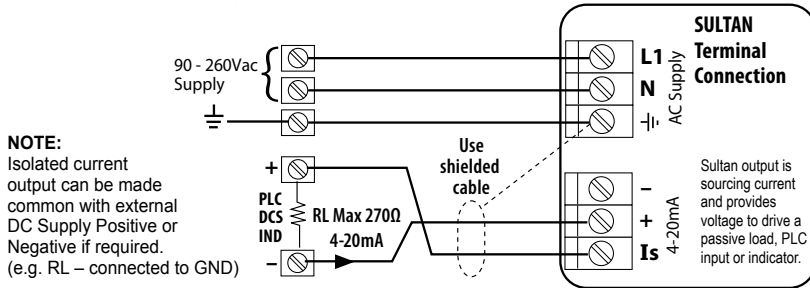 SULTAN
Terminal
Connection
90 - 260Vac
Supply
L1
N
AC Supply
NOTE:
Isolated current
output can be made
common with external
DC Supply Positive or
Negative if required.
(e.g. RL – connected to GND)
+
PLC
DCS
IND
–
RL Max 270Ω
4-20mA
Use
shielded
cable
–
+
Is
4-20mA
Sultan output is
sourcing current
and provides
voltage to drive a
passive load, PLC
input or indicator.